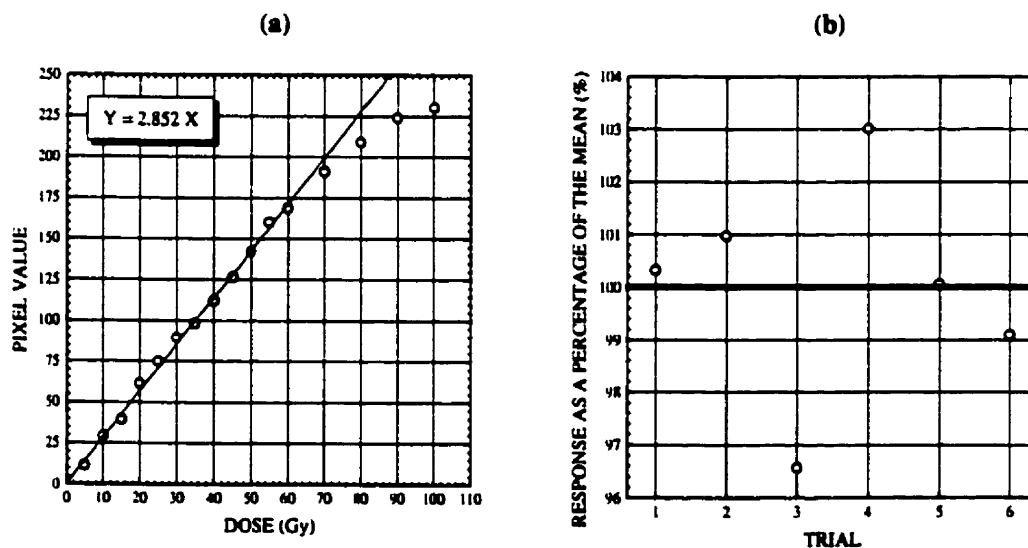 (a)
(b)
PIXEL VALUE
250
225
200
175
150
125
100
75
50
25
0
Y = 2.852 X
0 10 20 30 40 50 60 70 80 90 100 110
DOSE (Gy)
RESPONSE AS A PERCENTAGE OF THE MEAN (%)
104
103
102
101
100
99
98
97
96
1 2 3 4 5 6
TRIAL